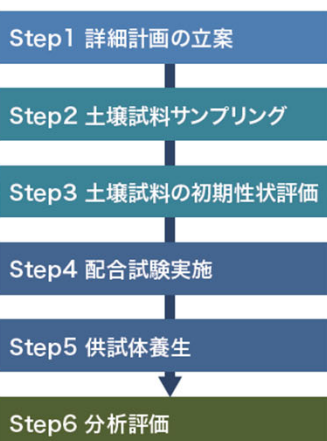 Step1 詳細計画の立案
Step2 土壌試料サンプリング
Step3 土壌試料の初期性状評価
Step4 配合試験実施
Step5 供試体養生
Step6 分析評価